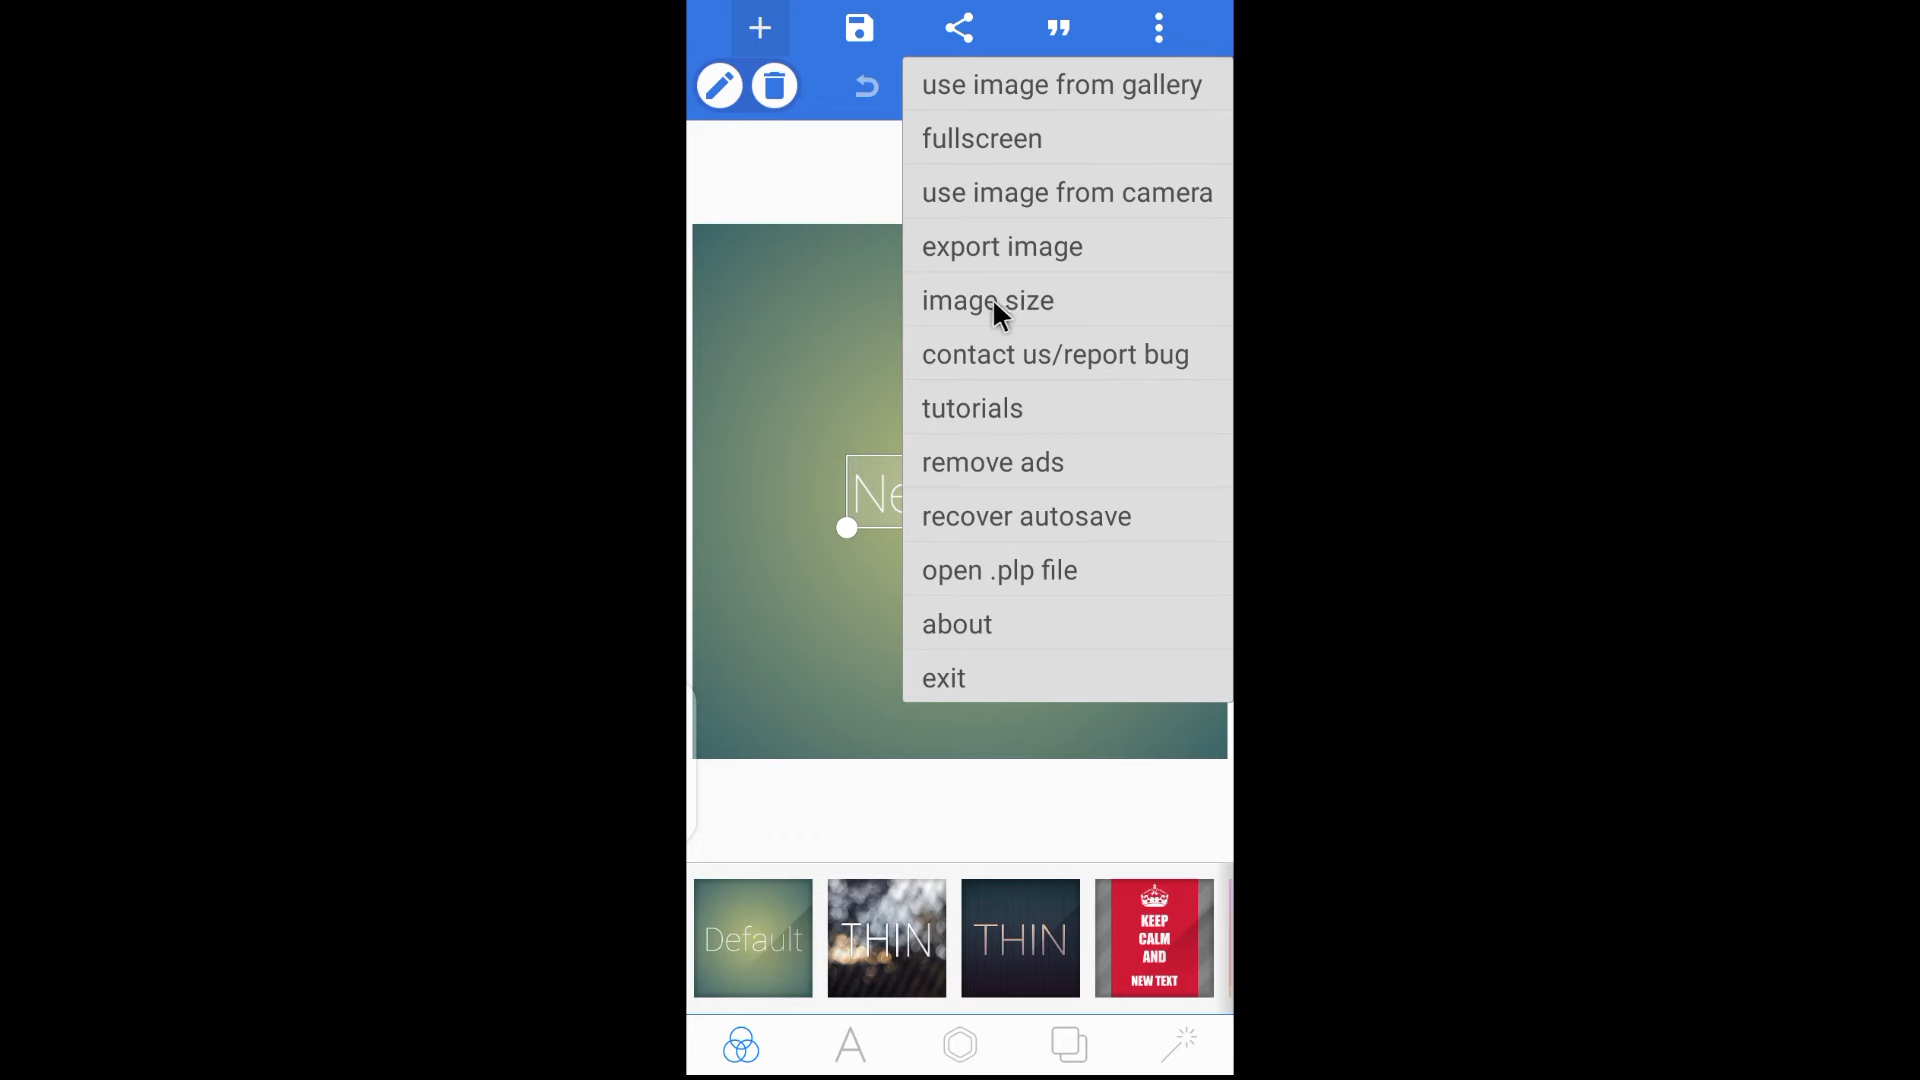 use image from gallery
fullscreen
use image from camera
export image
image size
contact us/report bug
tutorials
remove ads
recover autosave
open .plp file
about
exit
Ne
Default
THIN
THIN
KEEP
CALM
AND
NEW TEXT
A